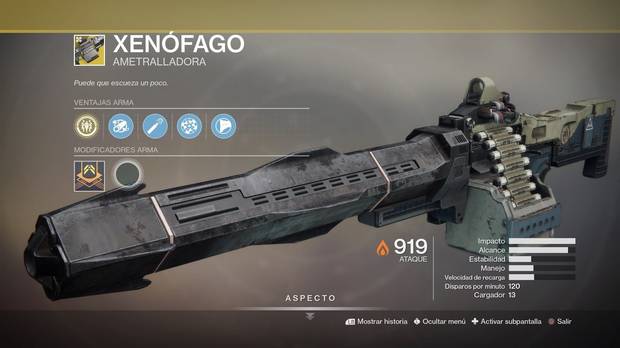 XENÓFAGO
AMETRALLADORA
Puede que escueza un poco.
VENTAJAS ARMA
MODIFICADORES ARMA
919
ATAQUE
Impacto
Alcance
Estabilidad
Manejo
Velocidad de recarga
Disparos por minuto 120
Cargador 13
ASPECTO
Mostrar historia
Ocultar menú
Activar subpantalla
Salir